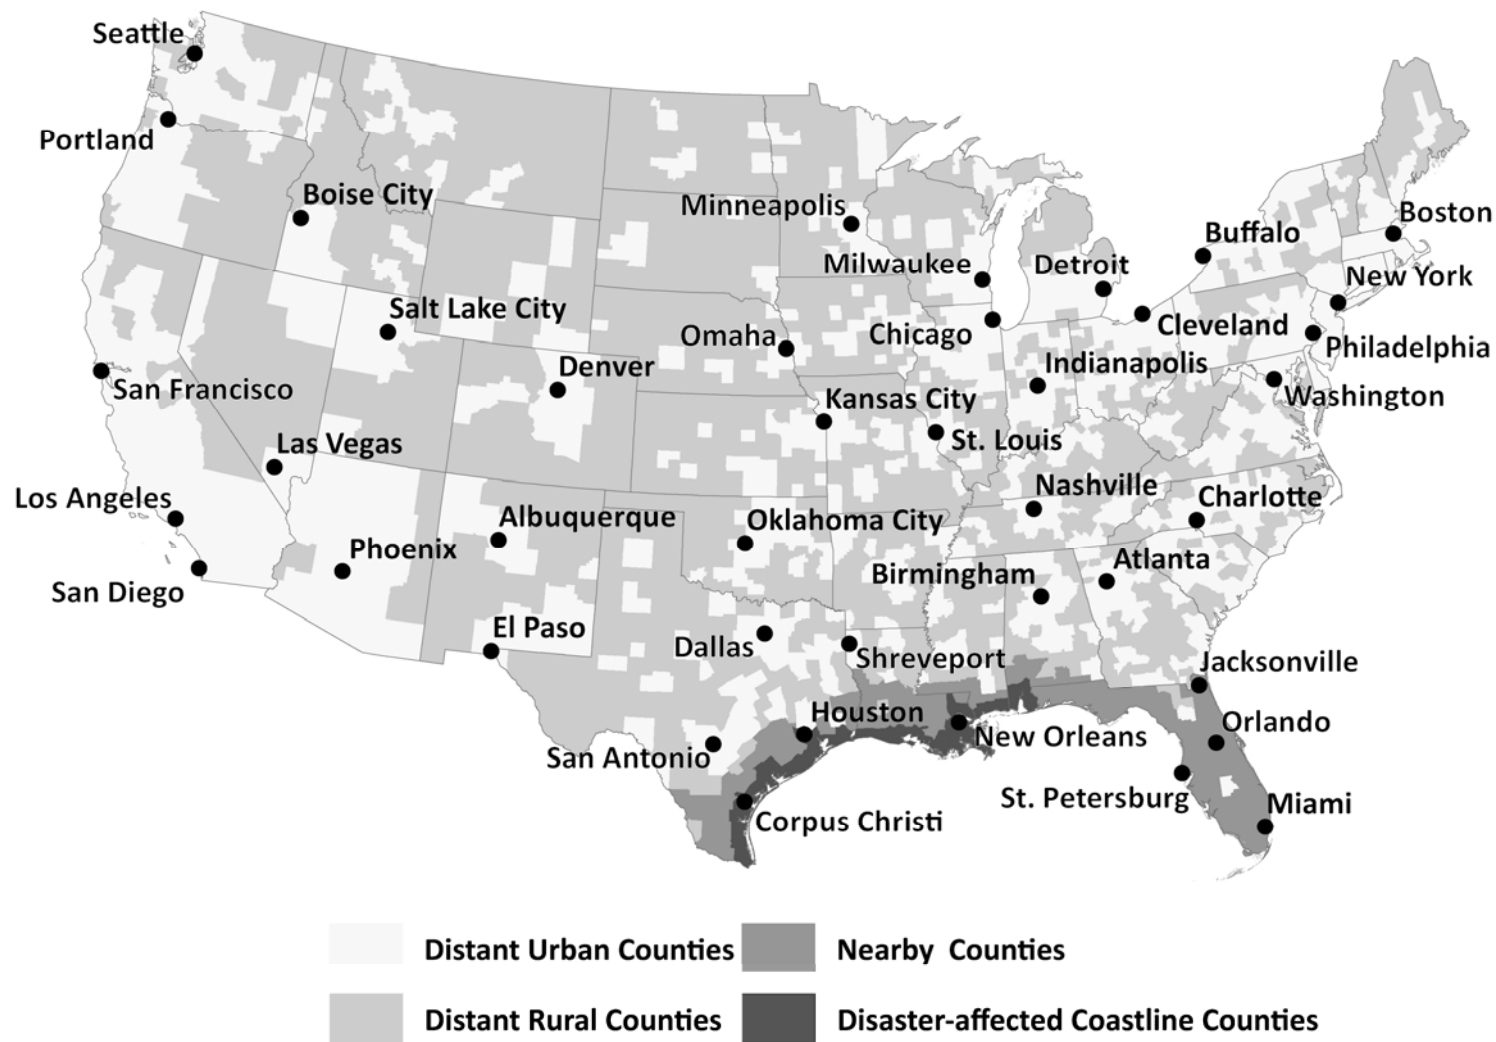 Seattle
Portland
Boise City
Minneapolis
Boston
Buffalo
Milwaukee
Detroit
New York
Salt Lake City
Omaha
Chicago
Cleveland
Philadelphia
Denver
Indianapolis
San Francisco
Kansas City
Washington
Las Vegas
St. Louis
Los Angeles
Nashville
Charlotte
Albuquerque
Oklahoma City
Phoenix
Atlanta
Birmingham
San Diego
El Paso
Dallas
Shreveport
Jacksonville
Houston
Orlando
New Orleans
San Antonio
St. Petersburg
Miami
Corpus Christi
Distant Urban Counties
Nearby Counties
Distant Rural Counties
Disaster-affected Coastline Counties